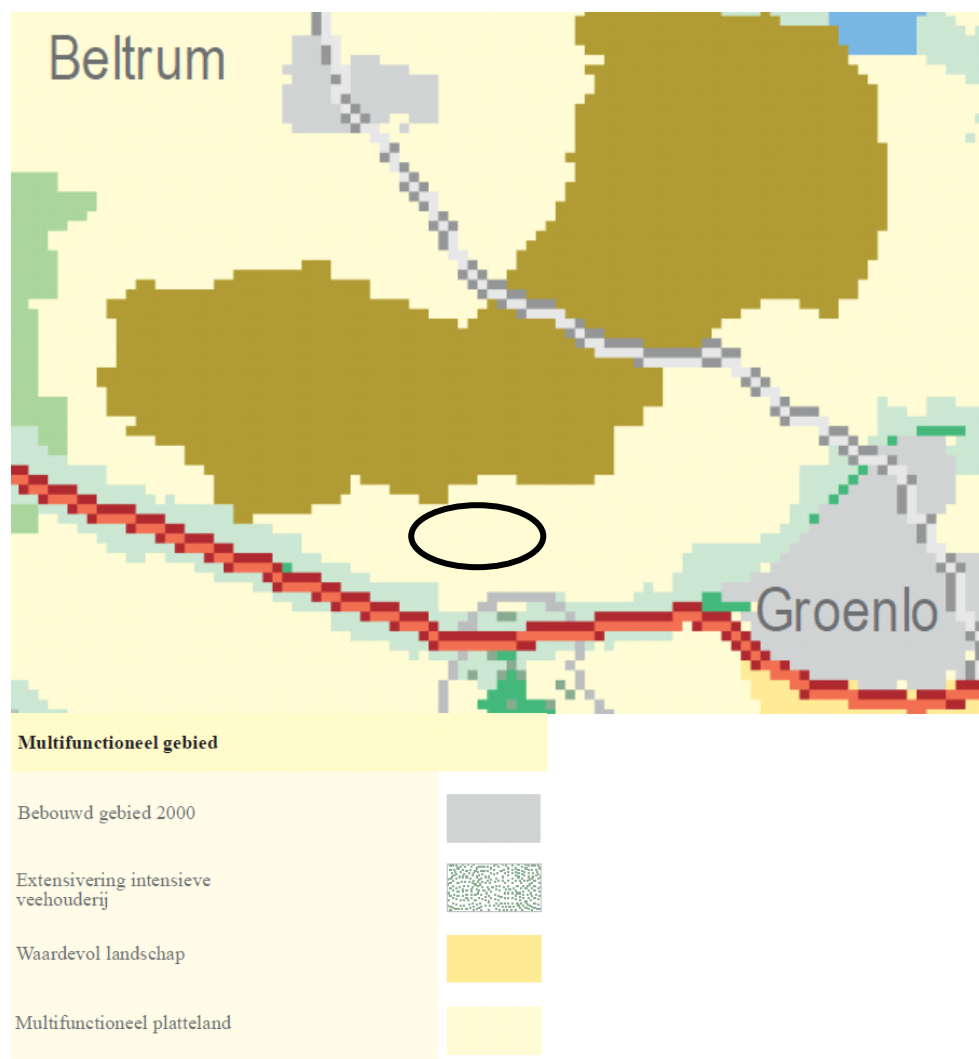 Beltrum
Groenlo
Multifunctioneel gebied
Bebouwd gebied 2000
Extensivering intensieve
veehouderij
Waardevol landschap
Multifunctioneel platteland